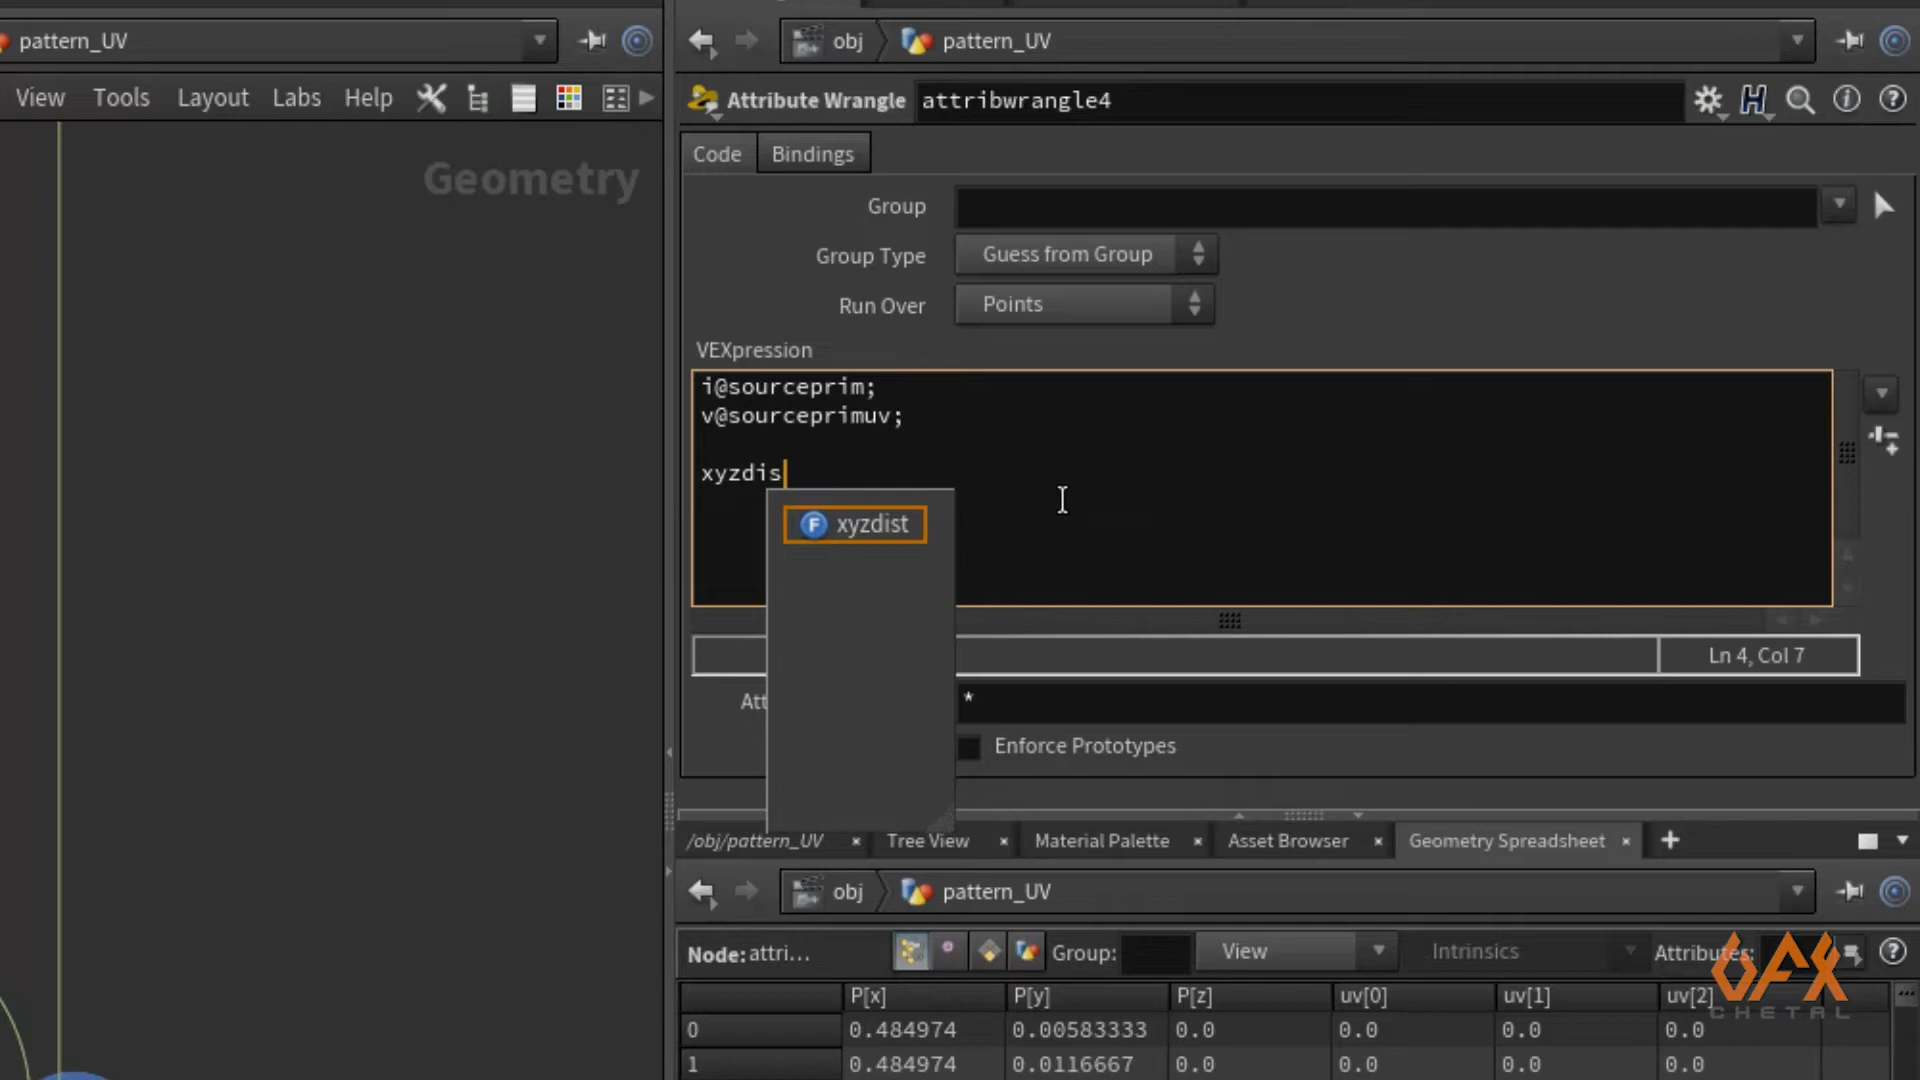 pattern_UV
obj
pattern_UV
View Tools Layout Labs Help
Attribute Wrangle attribwrangle4
Geometry
Code Bindings
Group
Group Type Guess from Group
Run Over Points
VEXpression
i@sourceprim;
v@sourceprimuv;
xyzdis
F xyzdist
Ln 4, Col 7
Att *
Enforce Prototypes
/obj/pattern_UV Tree View Material Palette Asset Browser Geometry Spreadsheet
obj pattern_UV
Node: attri... Group: View Intrinsics Attributes:
VFX
CHETAL
P[x] P[y] P[z] uv[0] uv[1] uv[2]
0 0.484974 0.00583333 0.0 0.0 0.0 0.0
1 0.484974 0.0116667 0.0 0.0 0.0 0.0